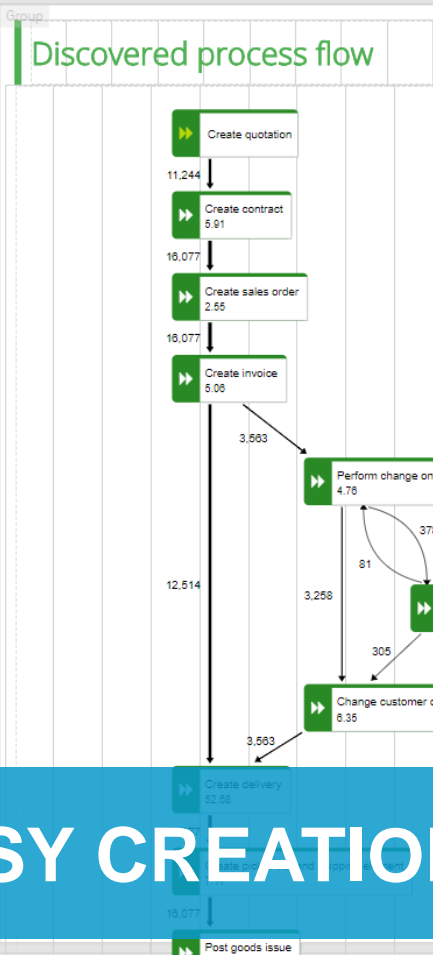 Group
Discovered process flow
Create quotation
11,244
Create contract
5.91
16,077
Create sales order
2.55
16,077
Create invoice
5.06
3,563
Perform change on
4.76
378
81
12,514
3,258
305
Change customer
6.35
3,563
Create delivery
52.68
SY CREATION
16,077
Post goods issue